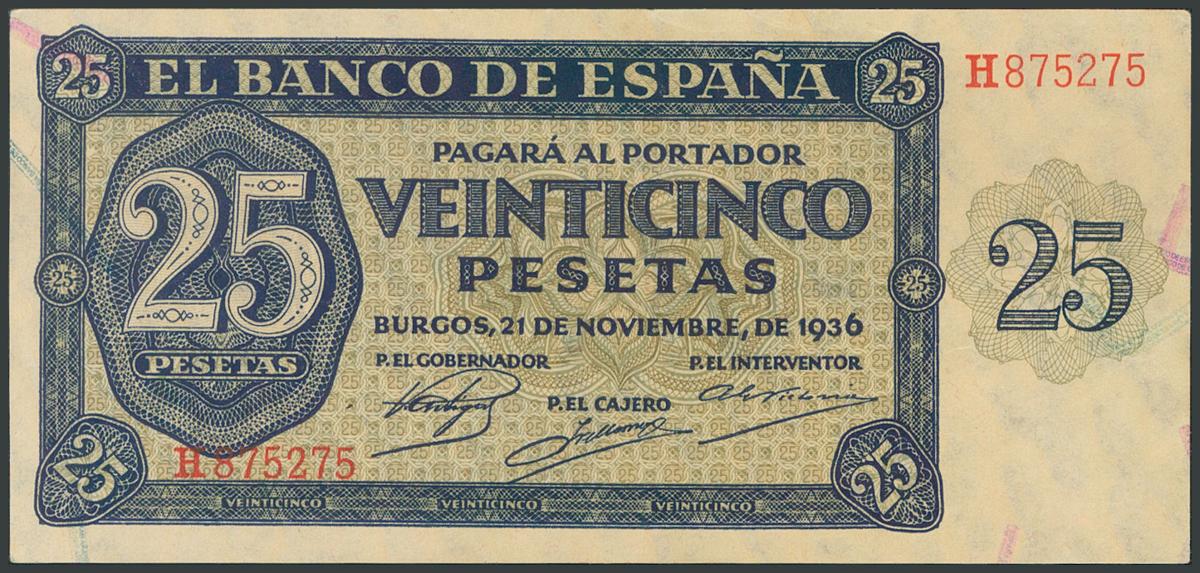 25 EL BANCO DE ESPAÑA 25
H875275
PAGARÁ AL PORTADOR
VEINTICINCO
PESETAS
25
PESETAS
25
25
25
BURGOS, 21 DE NOVIEMBRE, DE 1936
P. EL GOBERNADOR
P. EL INTERVENTOR
P. EL CAJERO
H875275
25
25
VEINTICINCO VEINTICINCO VEINTICINCO